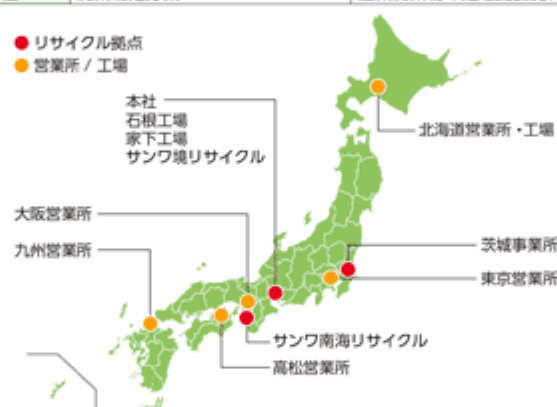 リサイクル拠点
営業所 / 工場
本社
石根工場
家下工場
サンワ境リサイクル
北海道営業所・工場
大阪営業所
九州営業所
茨城事業所
東京営業所
サンワ南海リサイクル
高松営業所